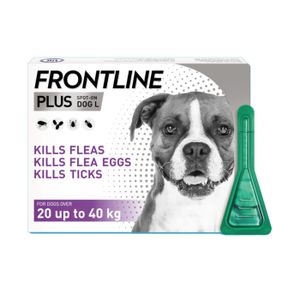 FRONTLINE
PLUS SPOT-ON DOG L
KILLS FLEAS
KILLS FLEA EGGS
KILLS TICKS
FOR DOGS OVER
20 up to 40 kg